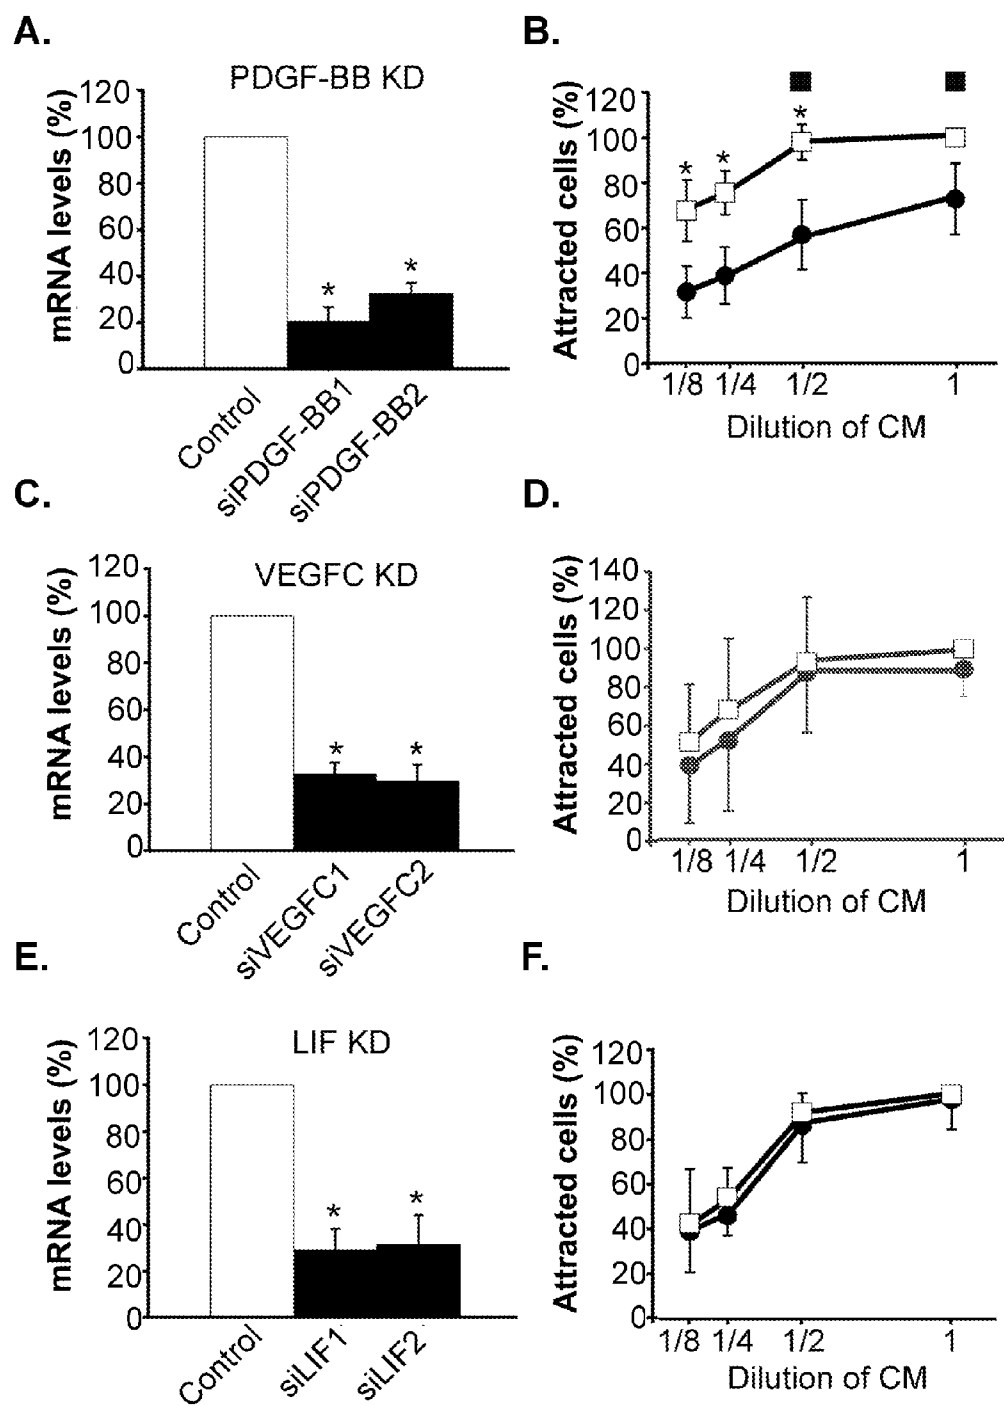 A.
PDGF-BB KD
mRNA levels (%)
120
100
80
60
40
20
0
*
*
Control
siPDGF-BB1
siPDGF-BB2
B.
Attracted cells (%)
120
100
80
60
40
20
0
*
*
*
1/8 1/4 1/2 1
Dilution of CM
C.
VEGFC KD
mRNA levels (%)
120
100
80
60
40
20
0
*
*
Control
siVEGFC1
siVEGFC2
D.
Attracted cells (%)
140
120
100
80
60
40
20
0
1/8 1/4 1/2 1
Dilution of CM
E.
LIF KD
mRNA levels (%)
120
100
80
60
40
20
0
*
*
Control
siLIF1
siLIF2
F.
Attracted cells (%)
120
100
80
60
40
20
0
1/8 1/4 1/2 1
Dilution of CM